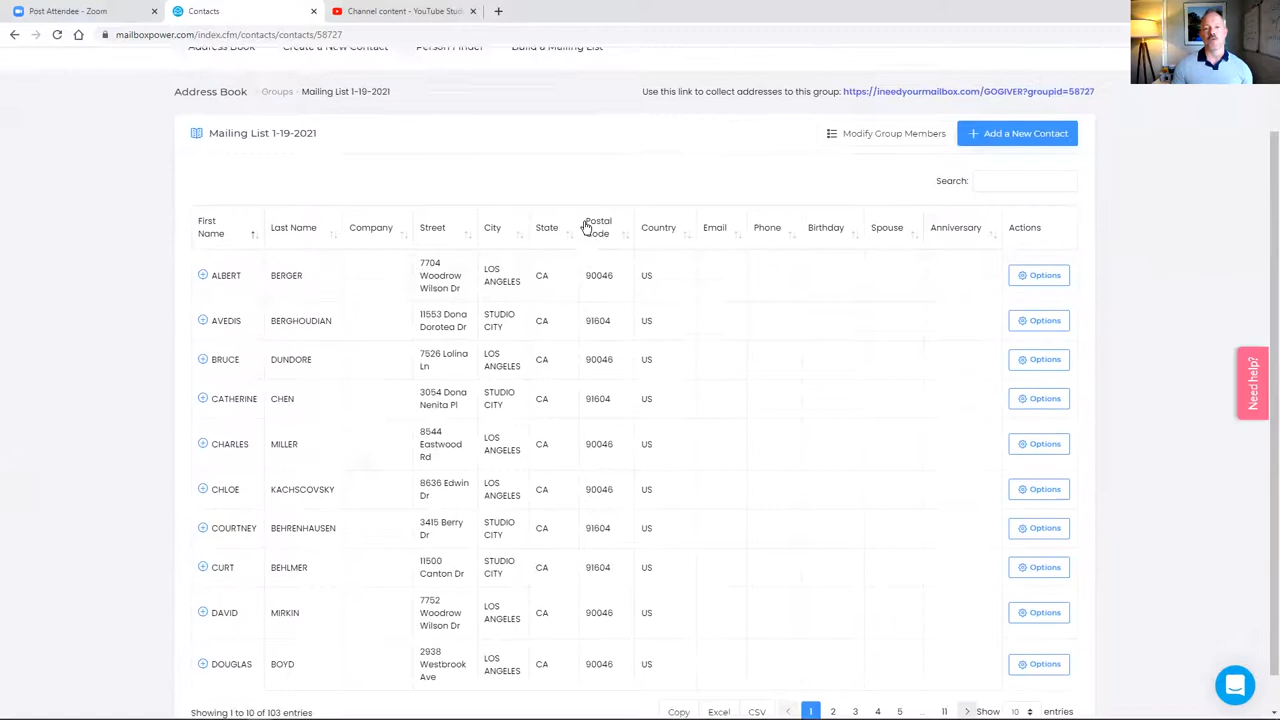 Post Attendee - Zoom
Contacts
Channel content - YouTube Stud
mailboxpower.com/index.cfm/contacts/contacts/58727
Address Book Create a New Contact Person Finder Build a Mailing List
Address Book Groups Mailing List 1-19-2021
Use this link to collect addresses to this group: https://ineedyourmailbox.com/GOGIVER?groupid=58727
Mailing List 1-19-2021
Modify Group Members
Add a New Contact
Search:
First Name Last Name Company Street City State Postal Code Country Email Phone Birthday Spouse Anniversary Actions
ALBERT BERGER 7704 Woodrow Wilson Dr LOS ANGELES CA 90046 US Options
AVEDIS BERGHOUDIAN 11553 Dona Dorotea Dr STUDIO CITY CA 91604 US Options
BRUCE DUNDORE 7526 Lolina Ln LOS ANGELES CA 90046 US Options
CATHERINE CHEN 3054 Dona Nenita Pl STUDIO CITY CA 91604 US Options
CHARLES MILLER 8544 Eastwood Rd LOS ANGELES CA 90046 US Options
CHLOE KACHSCOVSKY 8636 Edwin Dr LOS ANGELES CA 90046 US Options
COURTNEY BEHRENHAUSEN 3415 Berry Dr STUDIO CITY CA 91604 US Options
CURT BEHLMER 11500 Canton Dr STUDIO CITY CA 91604 US Options
DAVID MIRKIN 7752 Woodrow Wilson Dr LOS ANGELES CA 90046 US Options
DOUGLAS BOYD 2938 Westbrook Ave LOS ANGELES CA 90046 US Options
Showing 1 to 10 of 103 entries
Copy Excel CSV 1 2 3 4 5 ... 11 Show 10 entries
Need help?